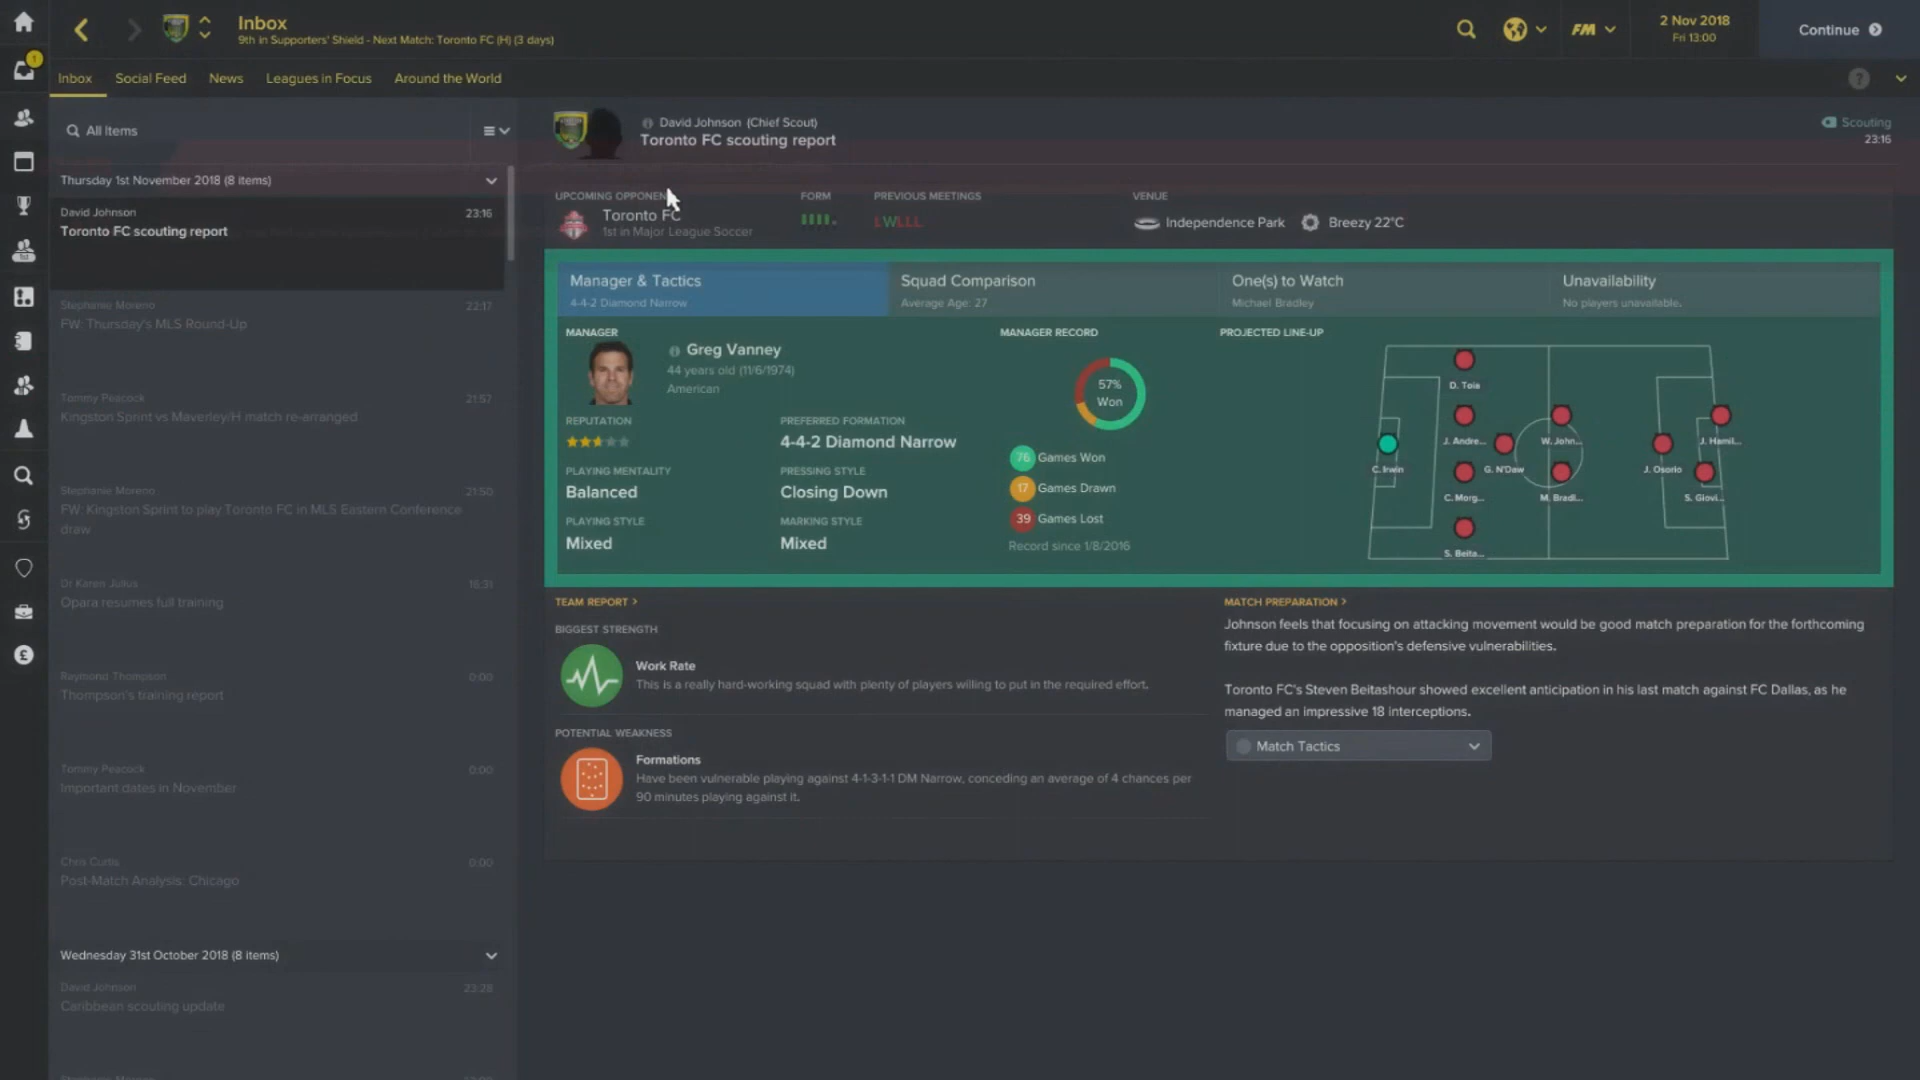 Inbox
9th in Supporters' Shield - Next Match: Toronto FC (H) (3 days)
FM
2 Nov 2018
Fri 13:00
Continue
1
Inbox
Social Feed
News
Leagues in Focus
Around the World
?
All Items
Thursday 1st November 2018 (8 items)
David Johnson
23:16
Toronto FC scouting report
Stephanie Moreno
22:17
FW: Thursday's MLS Round-Up
Tommy Peacock
21:57
Kingston Sprint vs Maverley/H match re-arranged
Stephanie Moreno
21:50
FW: Kingston Sprint to play Toronto FC in MLS Eastern Conference
draw
Dr Karen Julius
16:31
Opara resumes full training
Raymond Thompson
0:00
Thompson's training report
Tommy Peacock
0:00
Important dates in November
Chris Curtis
0:00
Post-Match Analysis: Chicago
Wednesday 31st October 2018 (8 items)
David Johnson
23:28
Caribbean scouting update
David Johnson (Chief Scout)
Toronto FC scouting report
Scouting
23:16
UPCOMING OPPONEN
Toronto FC
1st in Major League Soccer
FORM
PREVIOUS MEETINGS
LWLLL
VENUE
Independence Park
Breezy 22°C
Manager & Tactics
4-4-2 Diamond Narrow
Squad Comparison
Average Age: 27
One(s) to Watch
Michael Bradley
Unavailability
No players unavailable.
MANAGER
Greg Vanney
44 years old (11/6/1974)
American
REPUTATION
PREFERRED FORMATION
4-4-2 Diamond Narrow
PLAYING MENTALITY
Balanced
PRESSING STYLE
Closing Down
PLAYING STYLE
Mixed
MARKING STYLE
Mixed
MANAGER RECORD
57%
Won
76 Games Won
17 Games Drawn
39 Games Lost
Record since 1/8/2016
PROJECTED LINE-UP
D. Toia
J. Andre...
W. John...
J. Hamil...
C. Irwin
G. N'Daw
J. Osorio
C. Morg...
M. Bradl...
S. Giovi...
S. Beita...
TEAM REPORT >
BIGGEST STRENGTH
Work Rate
This is a really hard-working squad with plenty of players willing to put in the required effort.
POTENTIAL WEAKNESS
Formations
Have been vulnerable playing against 4-1-3-1-1 DM Narrow, conceding an average of 4 chances per
90 minutes playing against it.
MATCH PREPARATION >
Johnson feels that focusing on attacking movement would be good match preparation for the forthcoming
fixture due to the opposition's defensive vulnerabilities.
Toronto FC's Steven Beitashour showed excellent anticipation in his last match against FC Dallas, as he
managed an impressive 18 interceptions.
Match Tactics